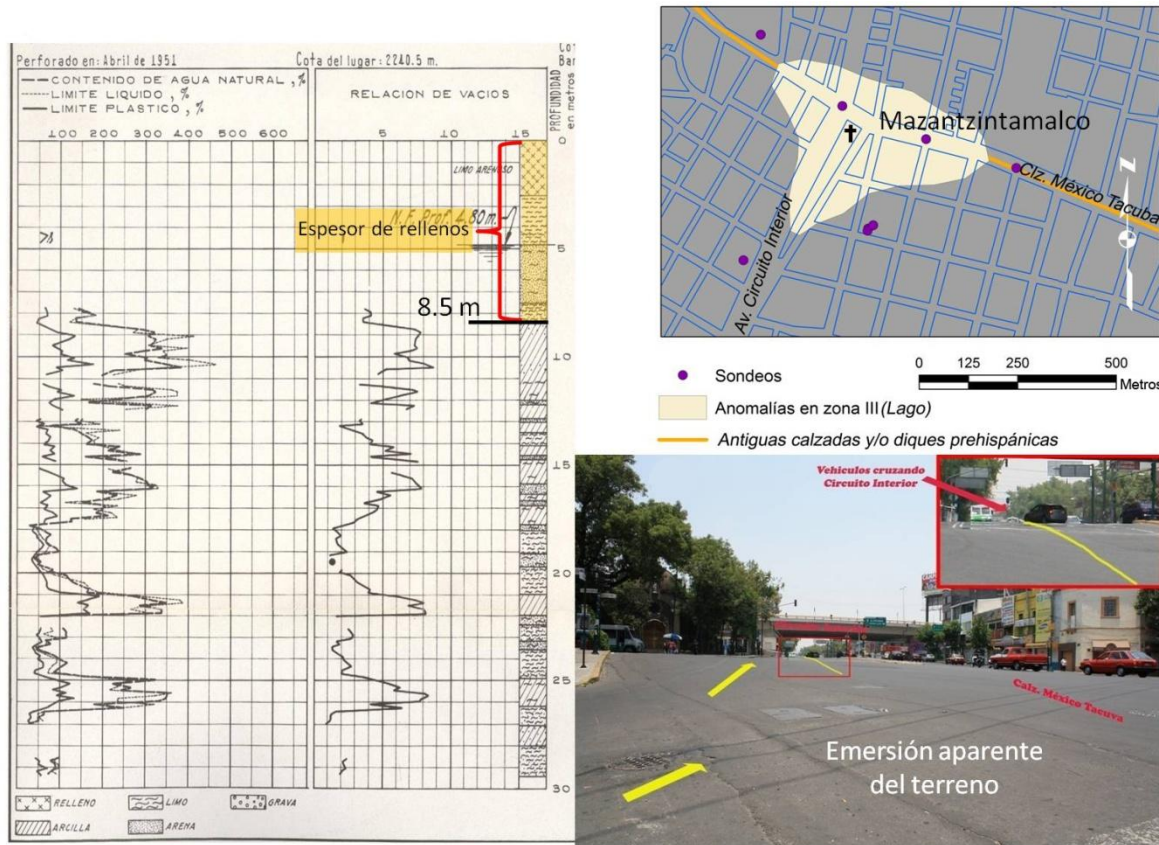 Perforado en: Abril de 1951
Cota del lugar: 2240.5 m.
CONTENIDO DE AGUA NATURAL , %
LIMITE LIQUIDO , %
LIMITE PLASTICO , %
100 200 300 400 500 600
RELACION DE VACIOS
5 10 15
PROFUNDIDAD
en metros
0
LIMO ARENOSO
N.F. Prof. 4.80 m.
Espesor de rellenos
5
8.5 m
10
15
20
25
30
RELLENO
LIMO
GRAVA
ARCILLA
ARENA
Mazantzintamalco
Clz. México Tacuba
Av. Circuito Interior
Z
Sondeos
0 125 250 500
Metros
Anomalías en zona III (Lago)
Antiguas calzadas y/o diques prehispánicas
Vehiculos cruzando
Circuito Interior
Calz. México Tacuva
Emersión aparente
del terreno